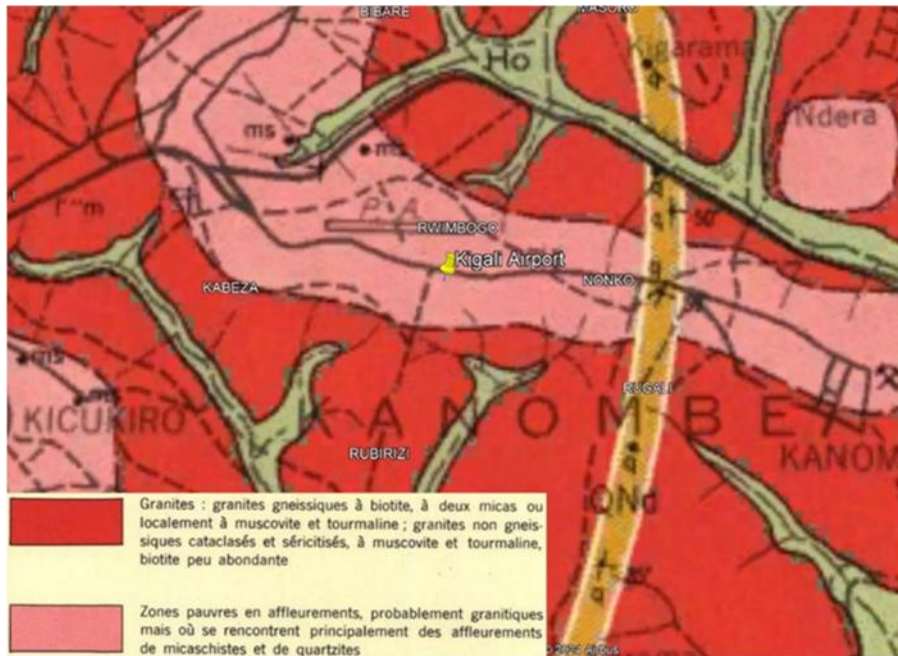 BIBARE
MASORO
Kigarama
Ho
Ndera
ms
ms
50°
P.A
RWIMBOGO
Kigali Airport
NONKO
KABEZA
ms
ms
RUGALI
KICUKIRO
KANOMBE
RUBIRIZI
KANOM
QNd
Granites : granites gneissiques à biotite, à deux micas ou
localement à muscovite et tourmaline ; granites non gneis-
siques cataclasés et séricitisés, à muscovite et tourmaline,
biotite peu abondante
Zones pauvres en affleurements, probablement granitiques
mais où se rencontrent principalement des affleurements
de micaschistes et de quartzites